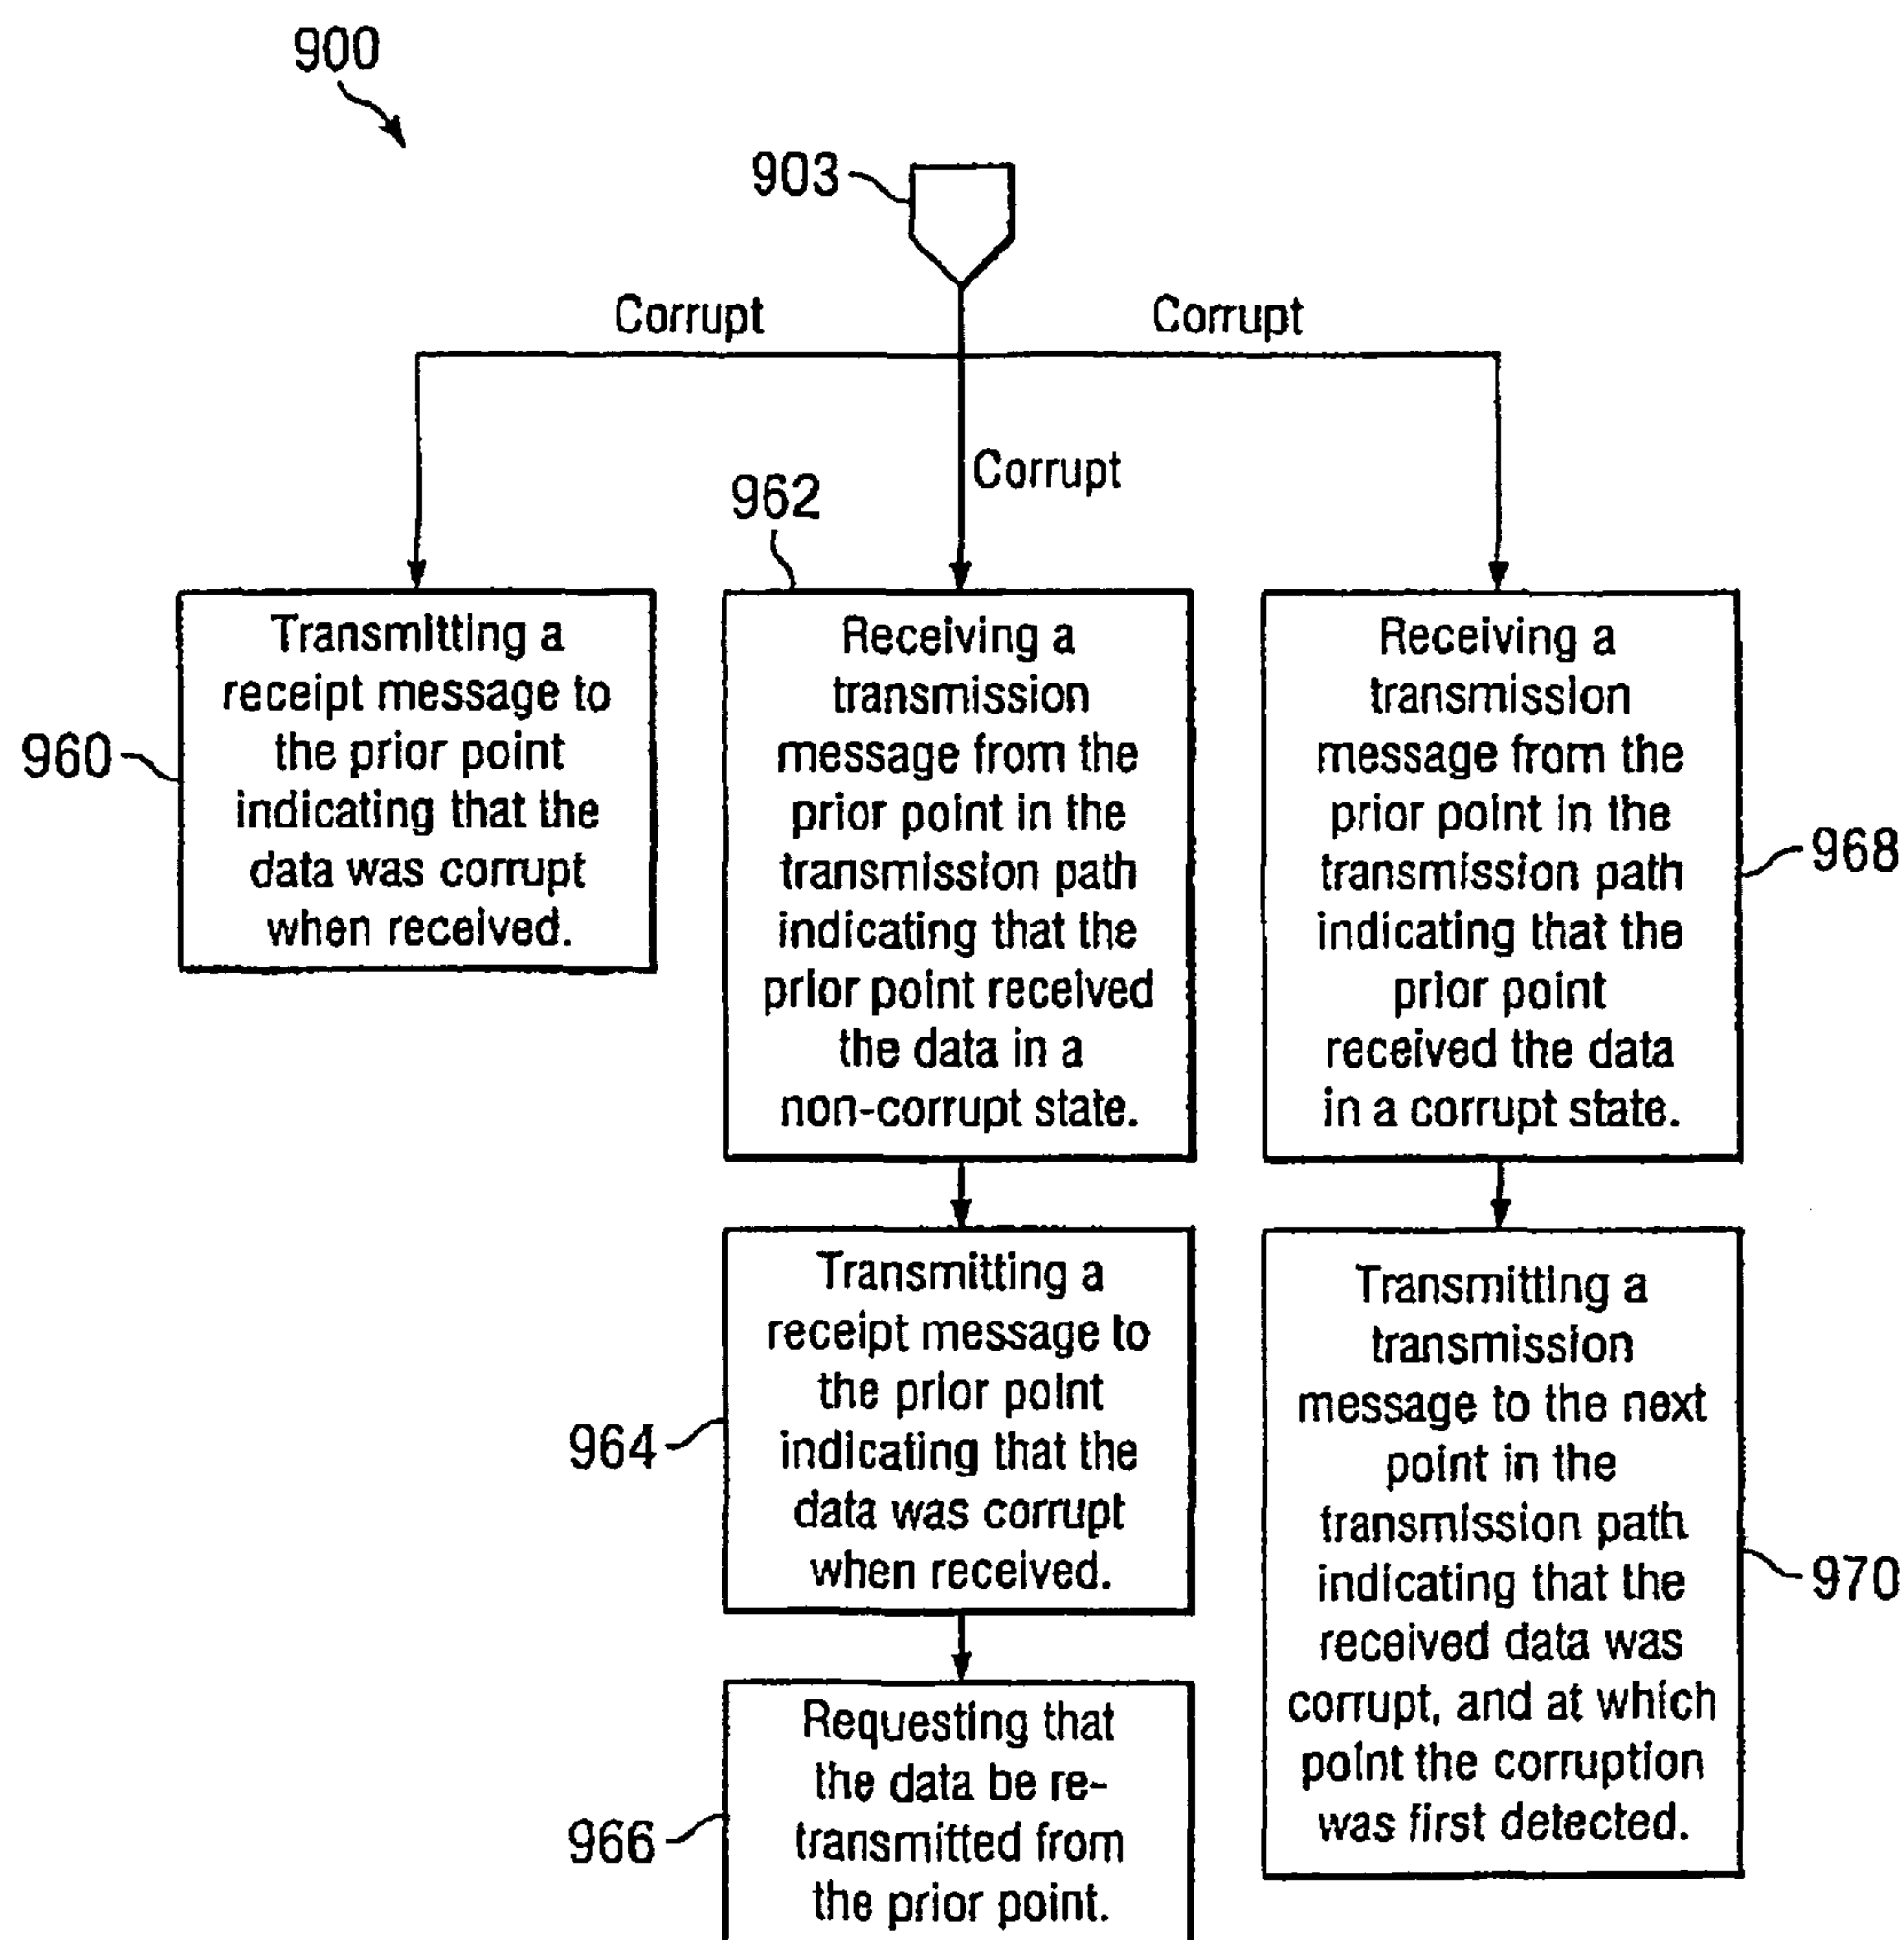 900
903
Corrupt
Corrupt
Corrupt
962
Transmitting a
receipt message to
the prior point
indicating that the
data was corrupt
when received.
960
Receiving a
transmission
message from the
prior point in the
transmission path
indicating that the
prior point received
the data in a
non-corrupt state.
Receiving a
transmission
message from the
prior point in the
transmission path
indicating that the
prior point
received the data
in a corrupt state.
968
Transmitting a
receipt message to
the prior point
indicating that the
data was corrupt
when received.
964
Transmitting a
transmission
message to the next
point in the
transmission path
indicating that the
received data was
corrupt, and at which
point the corruption
was first detected.
970
Requesting that
the data be re-
transmitted from
the prior point.
966